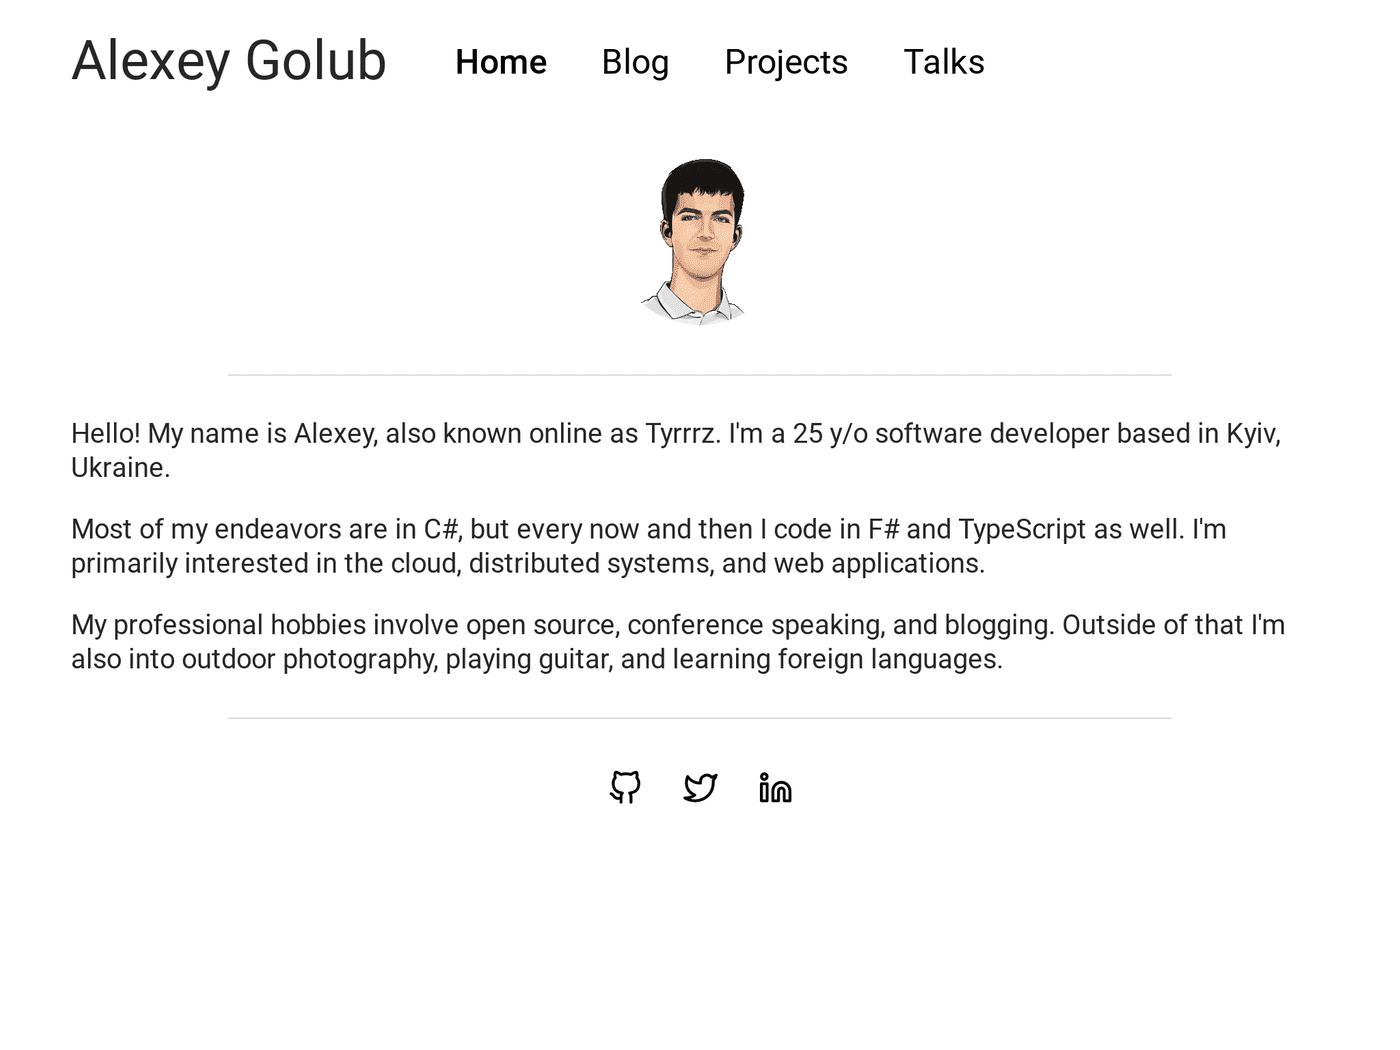 Alexey Golub Home Blog Projects Talks
Hello! My name is Alexey, also known online as Tyrrrz. I'm a 25 y/o software developer based in Kyiv,
Ukraine.
Most of my endeavors are in C#, but every now and then I code in F# and TypeScript as well. I'm
primarily interested in the cloud, distributed systems, and web applications.
My professional hobbies involve open source, conference speaking, and blogging. Outside of that I'm
also into outdoor photography, playing guitar, and learning foreign languages.